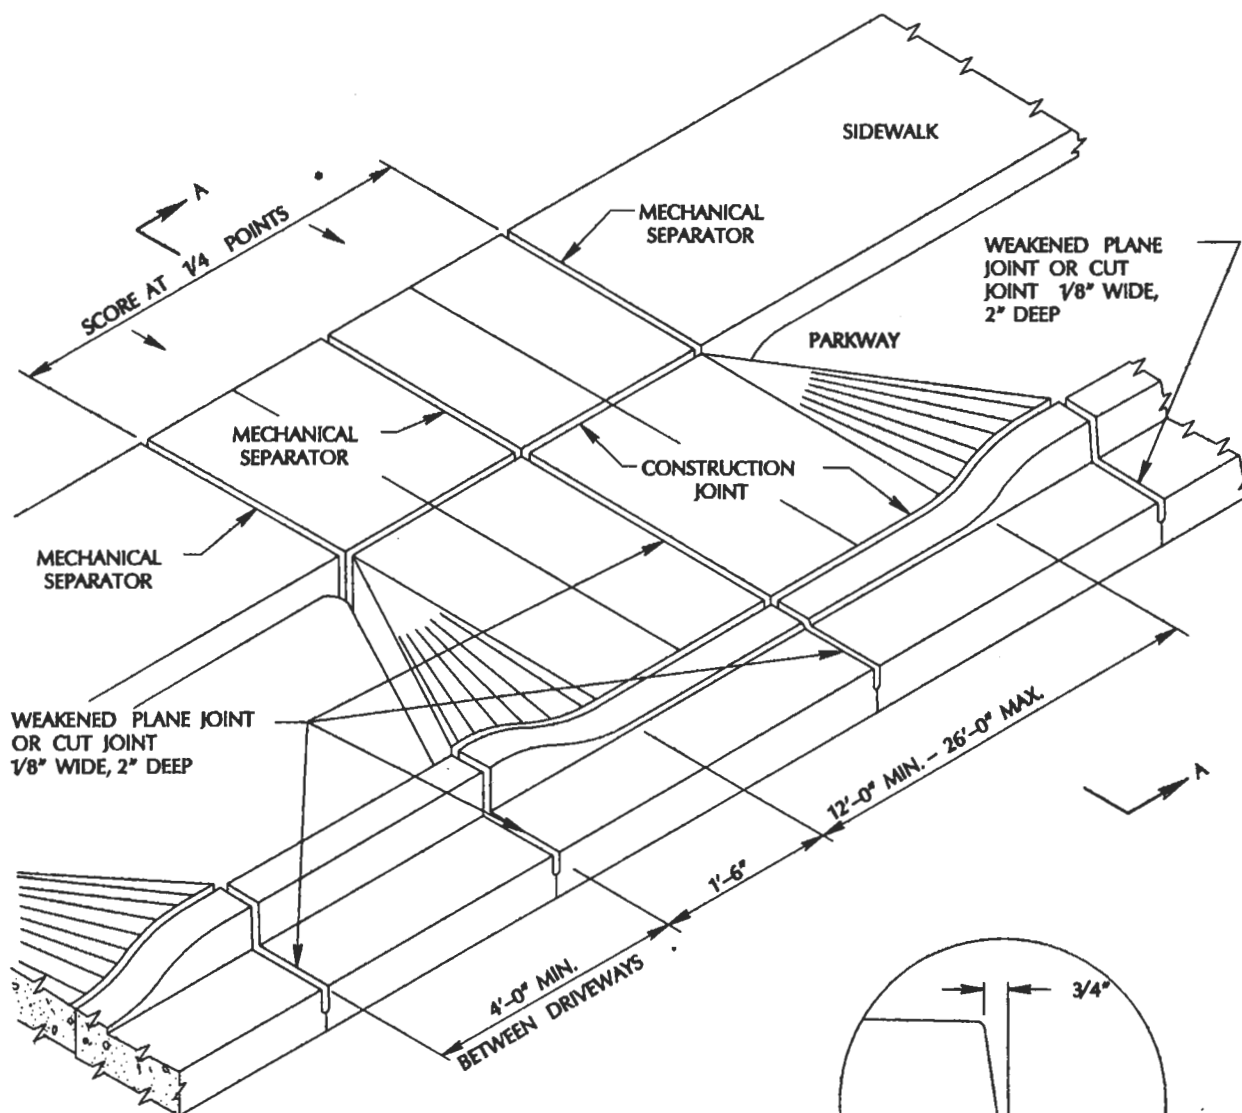 SIDEWALK
A
MECHANICAL
SEPARATOR
SCORE AT 1/4 POINTS
WEAKENED PLANE
JOINT OR CUT
JOINT 1/8" WIDE,
2" DEEP
PARKWAY
MECHANICAL
SEPARATOR
CONSTRUCTION
JOINT
MECHANICAL
SEPARATOR
WEAKENED PLANE JOINT
OR CUT JOINT
1/8" WIDE, 2" DEEP
12'-0" MIN. - 26'-0" MAX.
A
1'-6"
4'-0" MIN.
BETWEEN DRIVEWAYS
3/4"